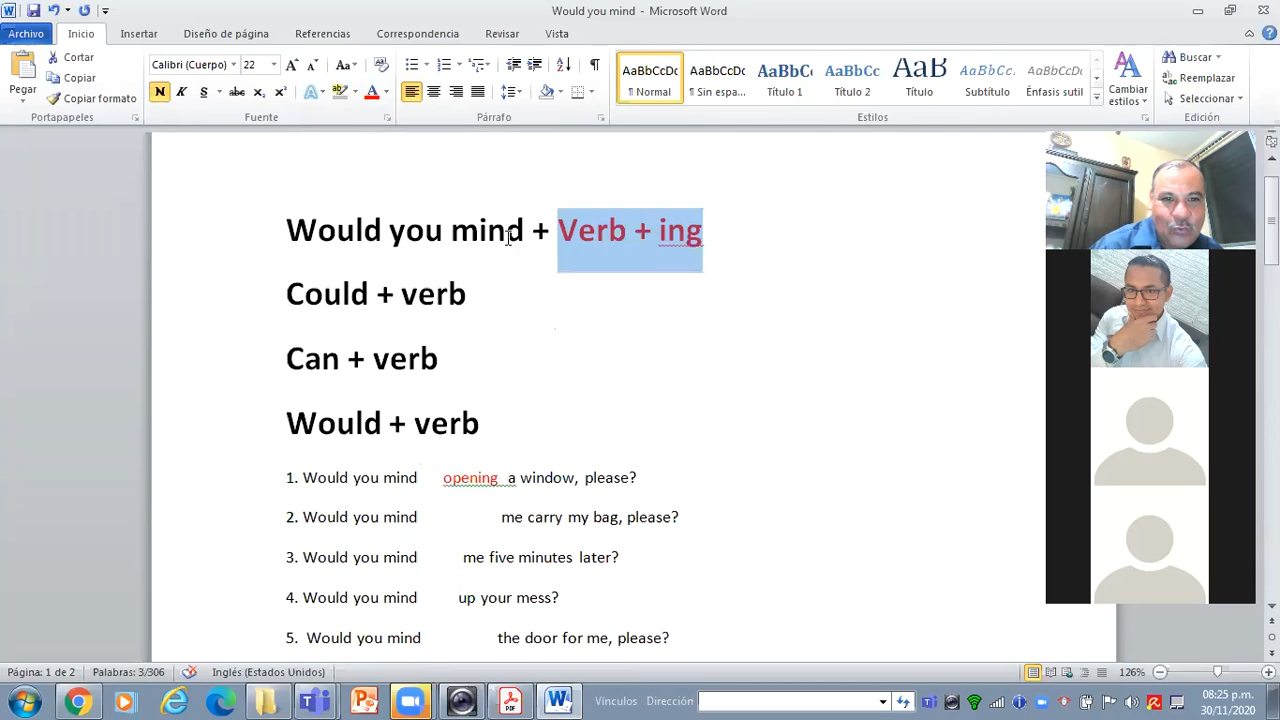 Would you mind - Microsoft Word
Archivo Inicio Insertar Diseño de página Referencias Correspondencia Revisar Vista
Cortar
Copiar
Copiar formato
Pegar
Portapapeles
Calibri (Cuerpo) 22
N K S abc x₂ x² A A
Fuente
Párrafo
AaBbCcDc AaBbCcDc AaBbC AaBbCc AaB AaBbCc. AaBbCcDc
¶ Normal ¶ Sin espa... Título 1 Título 2 Título Subtítulo Énfasis sutil
Cambiar
estilos
Estilos
Buscar
Reemplazar
Seleccionar
Edición
Would you mind + Verb + ing
Could + verb
Can + verb
Would + verb
1. Would you mind opening a window, please?
2. Would you mind me carry my bag, please?
3. Would you mind me five minutes later?
4. Would you mind up your mess?
5. Would you mind the door for me, please?
Página: 1 de 2 Palabras: 3/306 Inglés (Estados Unidos) 126%
Vínculos Dirección
08:25 p.m.
30/11/2020